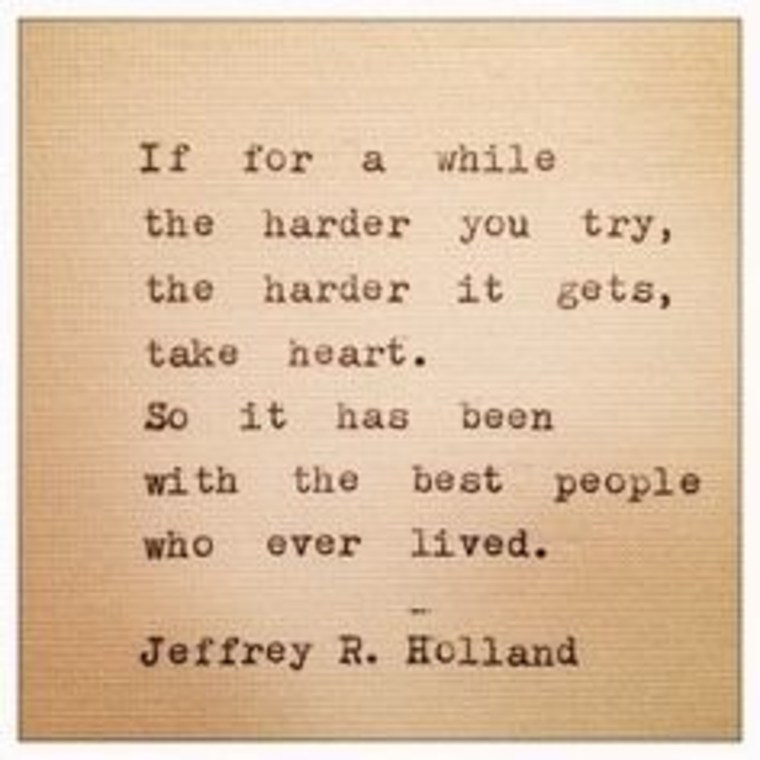 If for a while
the harder you try,
the harder it gets,
take heart.
So it has been
with the best people
who ever lived.
-
Jeffrey R. Holland